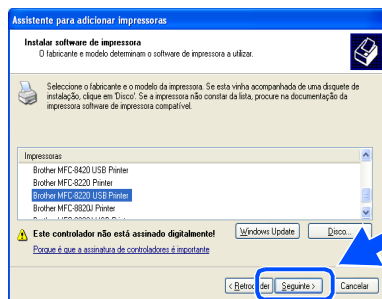 Assistente para adicionar impressoras
Instalar software de impressora
O fabricante e modelo determinam o software de impressora a utilizar.
Seleccione o fabricante e o modelo da impressora. Se esta vinha acompanhada de uma disquete de
instalação, clique em 'Disco'. Se a impressora não constar da lista, procure na documentação da
impressora software de impressora compatível.
Impressoras
Brother MFC-8420 USB Printer
Brother MFC-8220 Printer
Brother MFC-8220 USB Printer
Brother MFC-8820J Printer
Este controlador não está assinado digitalmente!
Porque é que a assinatura de controladores é importante
Windows Update
Disco...
< Retroceder
Seguinte >
Cancelar